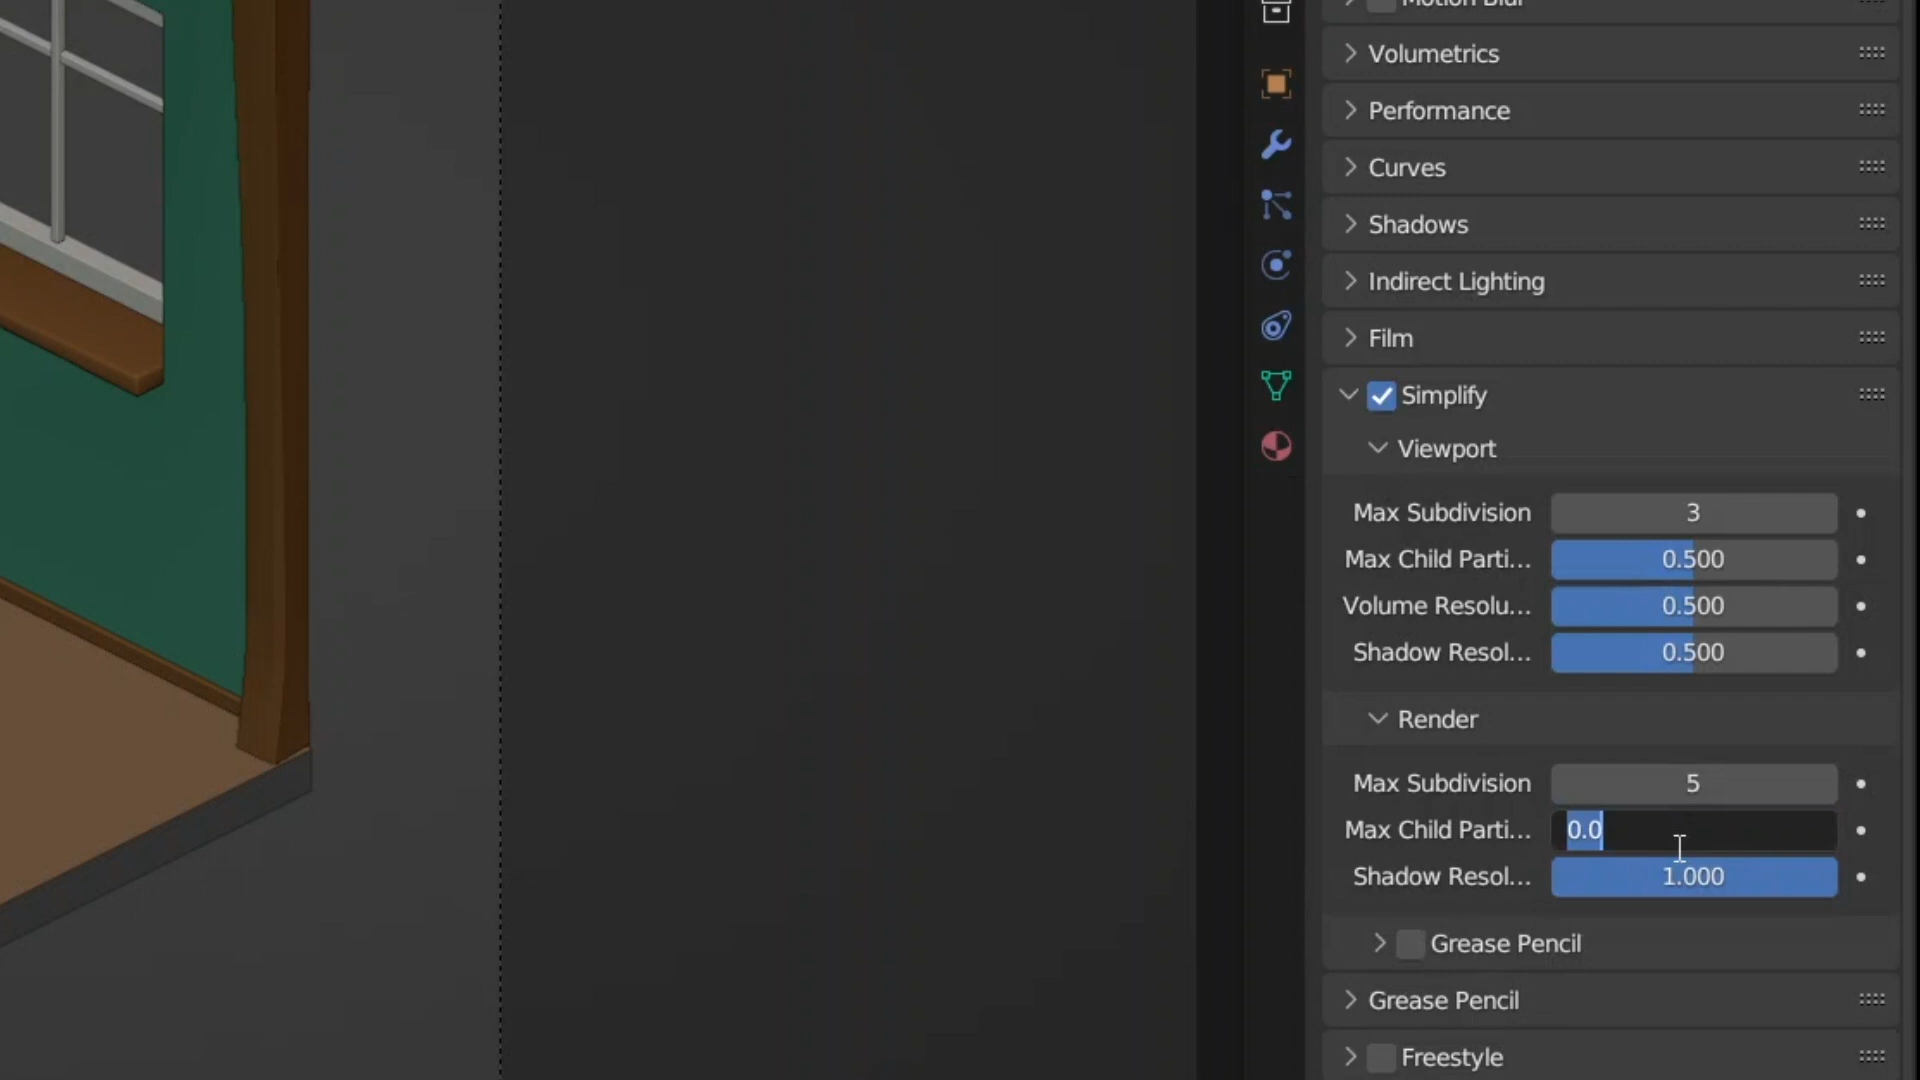 Motion Blur
Volumetrics
Performance
Curves
Shadows
Indirect Lighting
Film
Simplify
Viewport
Max Subdivision 3
Max Child Parti... 0.500
Volume Resolu... 0.500
Shadow Resol... 0.500
Render
Max Subdivision 5
Max Child Parti... 0.0
Shadow Resol... 1.000
Grease Pencil
Grease Pencil
Freestyle